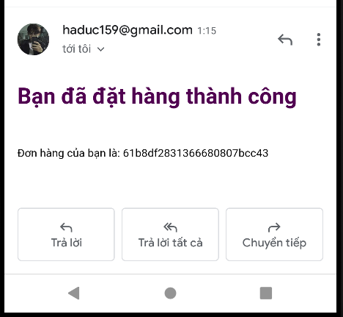 haduc159@gmail.com 1:15
tới tôi
Bạn đã đặt hàng thành công
Đơn hàng của bạn là: 61b8df2831366680807bcc43
Trả lời
Trả lời tất cả
Chuyển tiếp